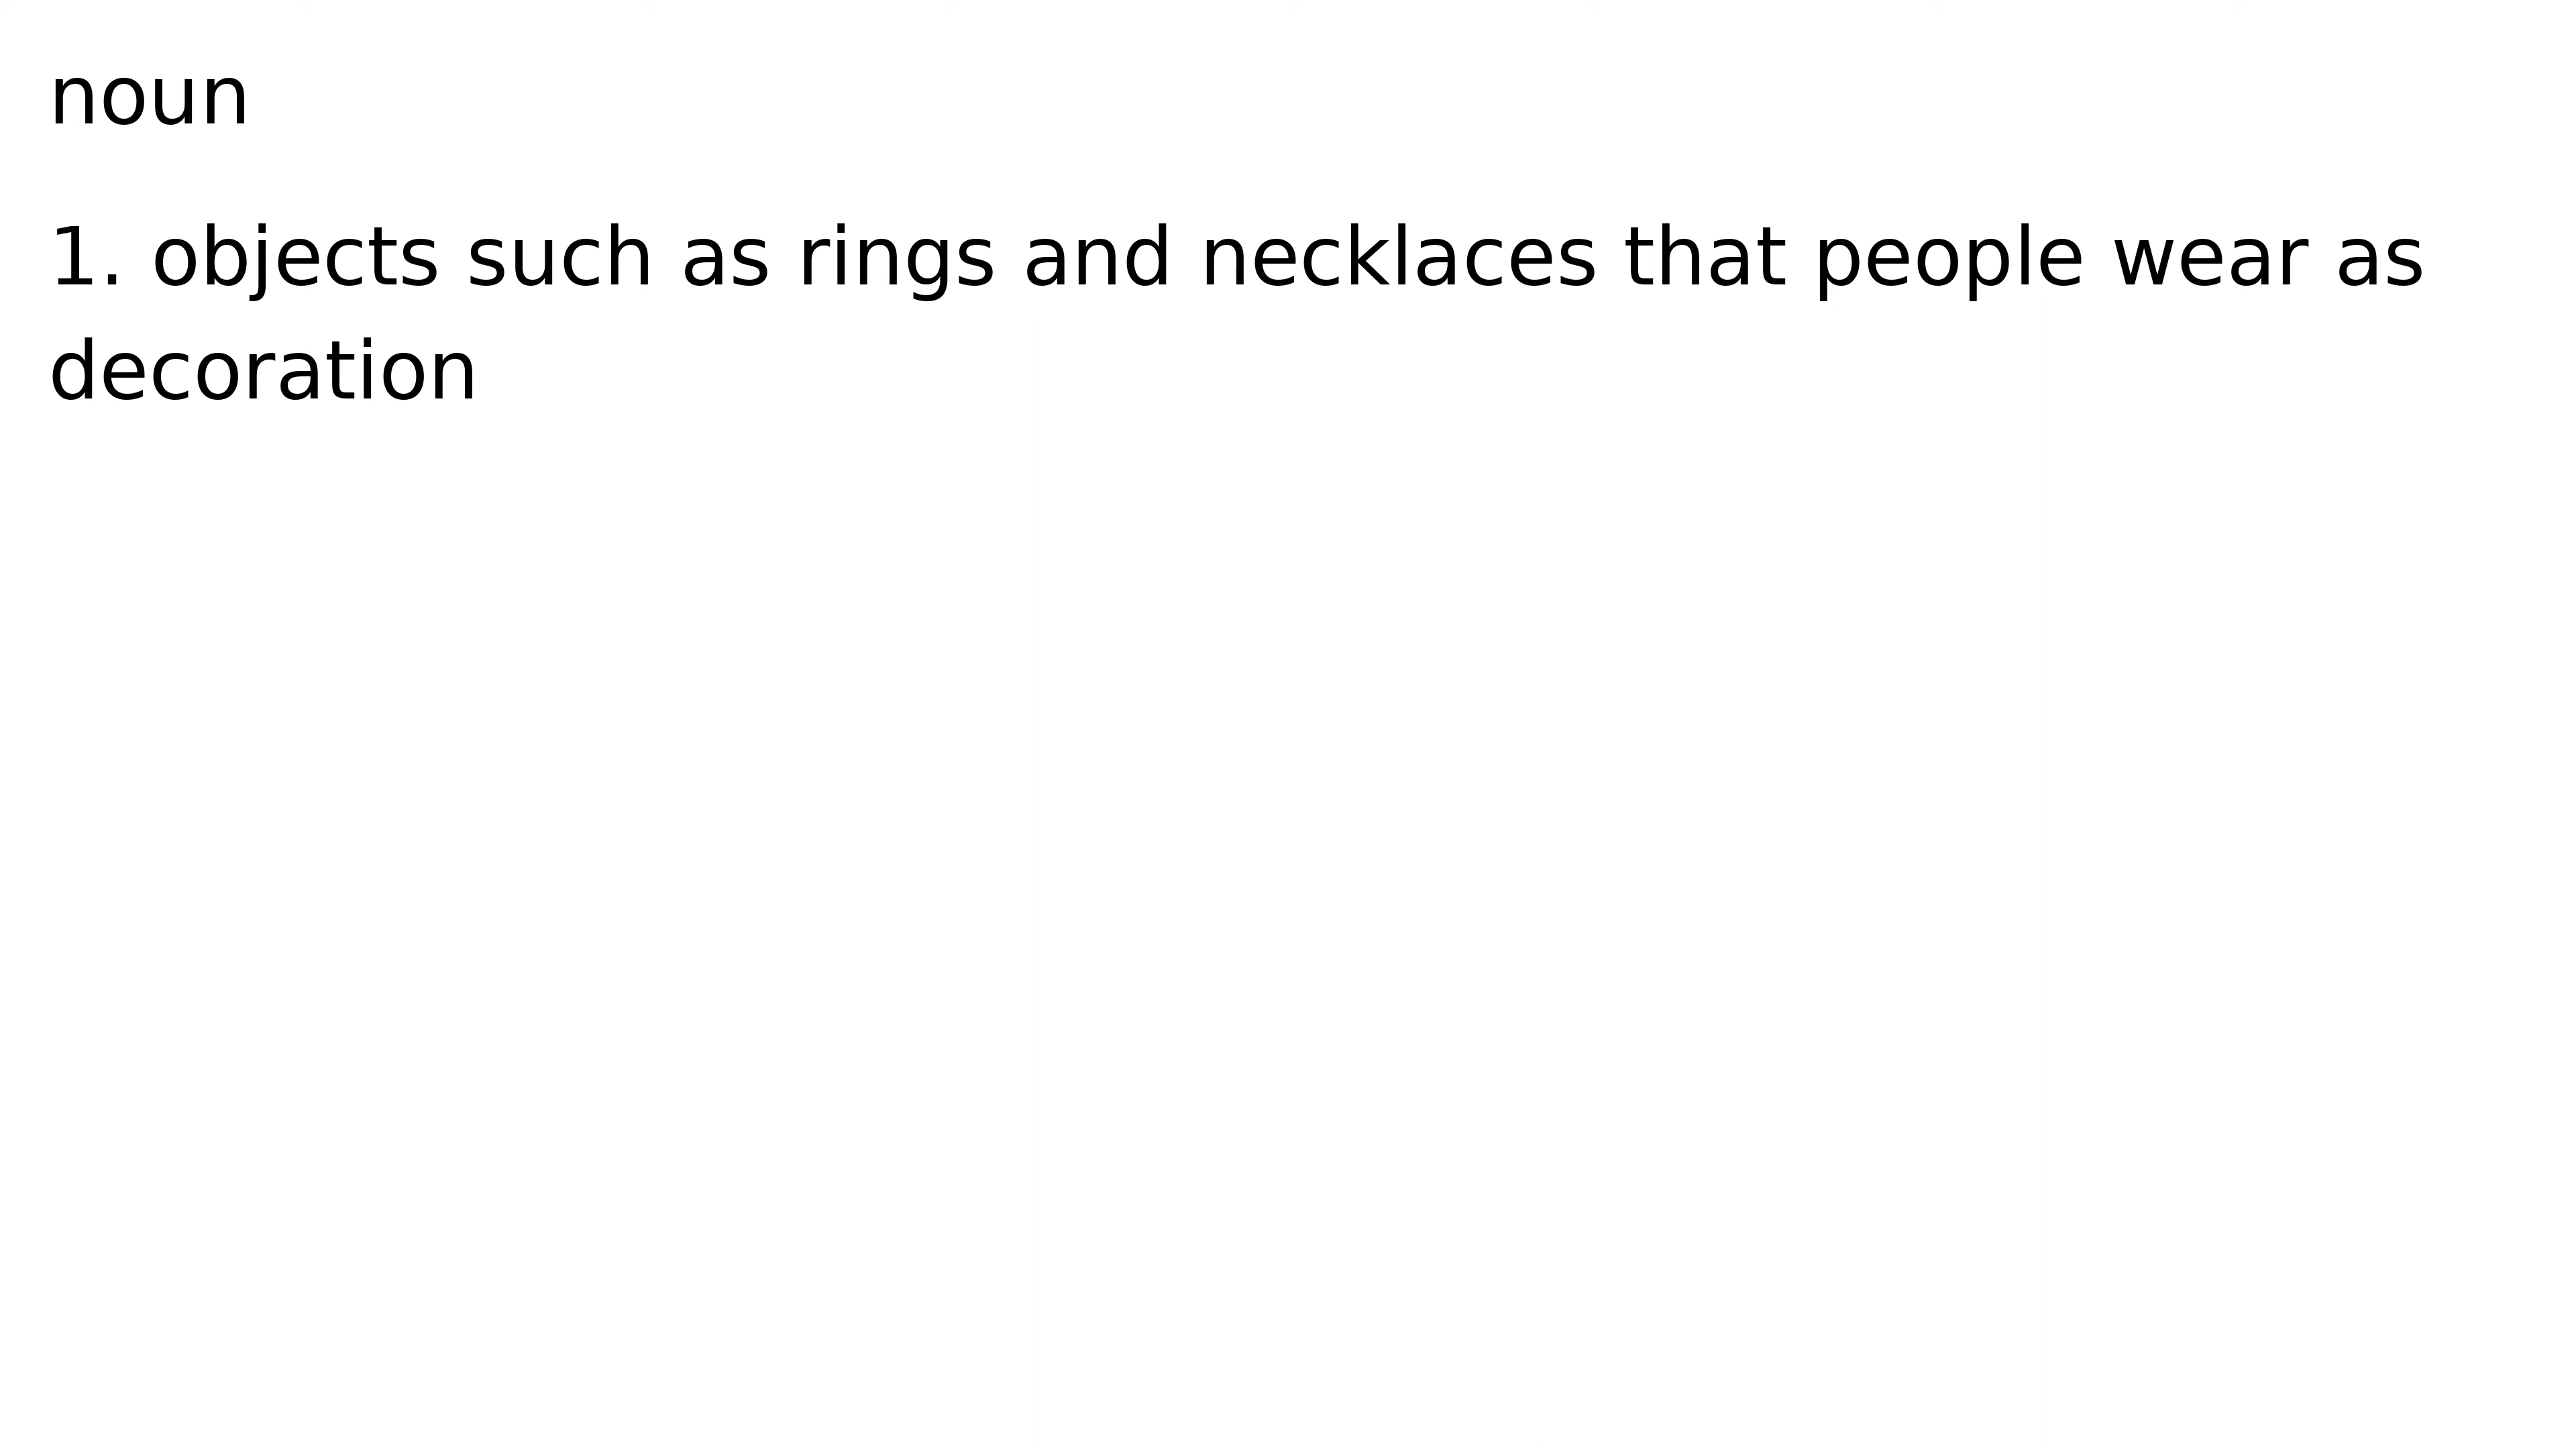 noun
1. objects such as rings and necklaces that people wear as
decoration